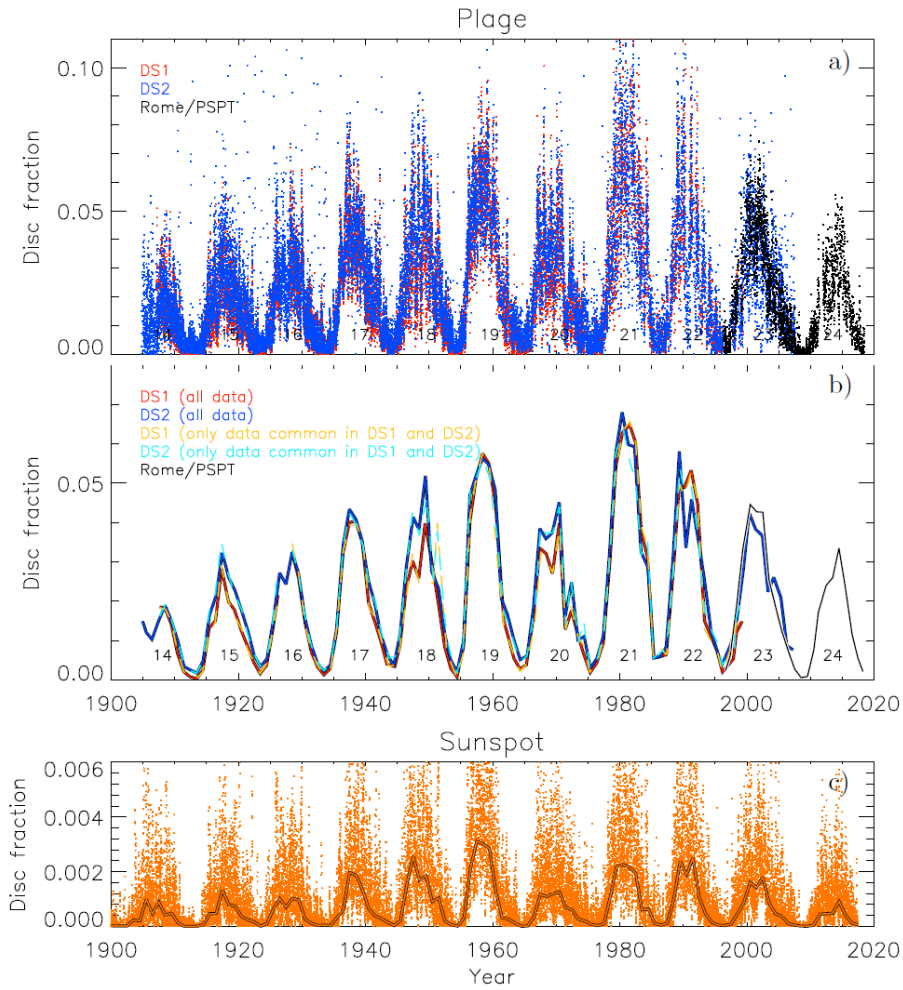 Plage
a)
DS1
DS2
Rome/PSPT
0.10
0.05
0.00
Disc fraction
15 16 17 18 19 20 21 22 23 24
b)
DS1 (all data)
DS2 (all data)
DS1 (only data common in DS1 and DS2)
DS2 (only data common in DS1 and DS2)
Rome/PSPT
0.05
0.00
Disc fraction
14 15 16 17 18 19 20 21 22 23 24
1900 1920 1940 1960 1980 2000 2020
Sunspot
c)
0.006
0.004
0.002
0.000
Disc fraction
1900 1920 1940 1960 1980 2000 2020
Year